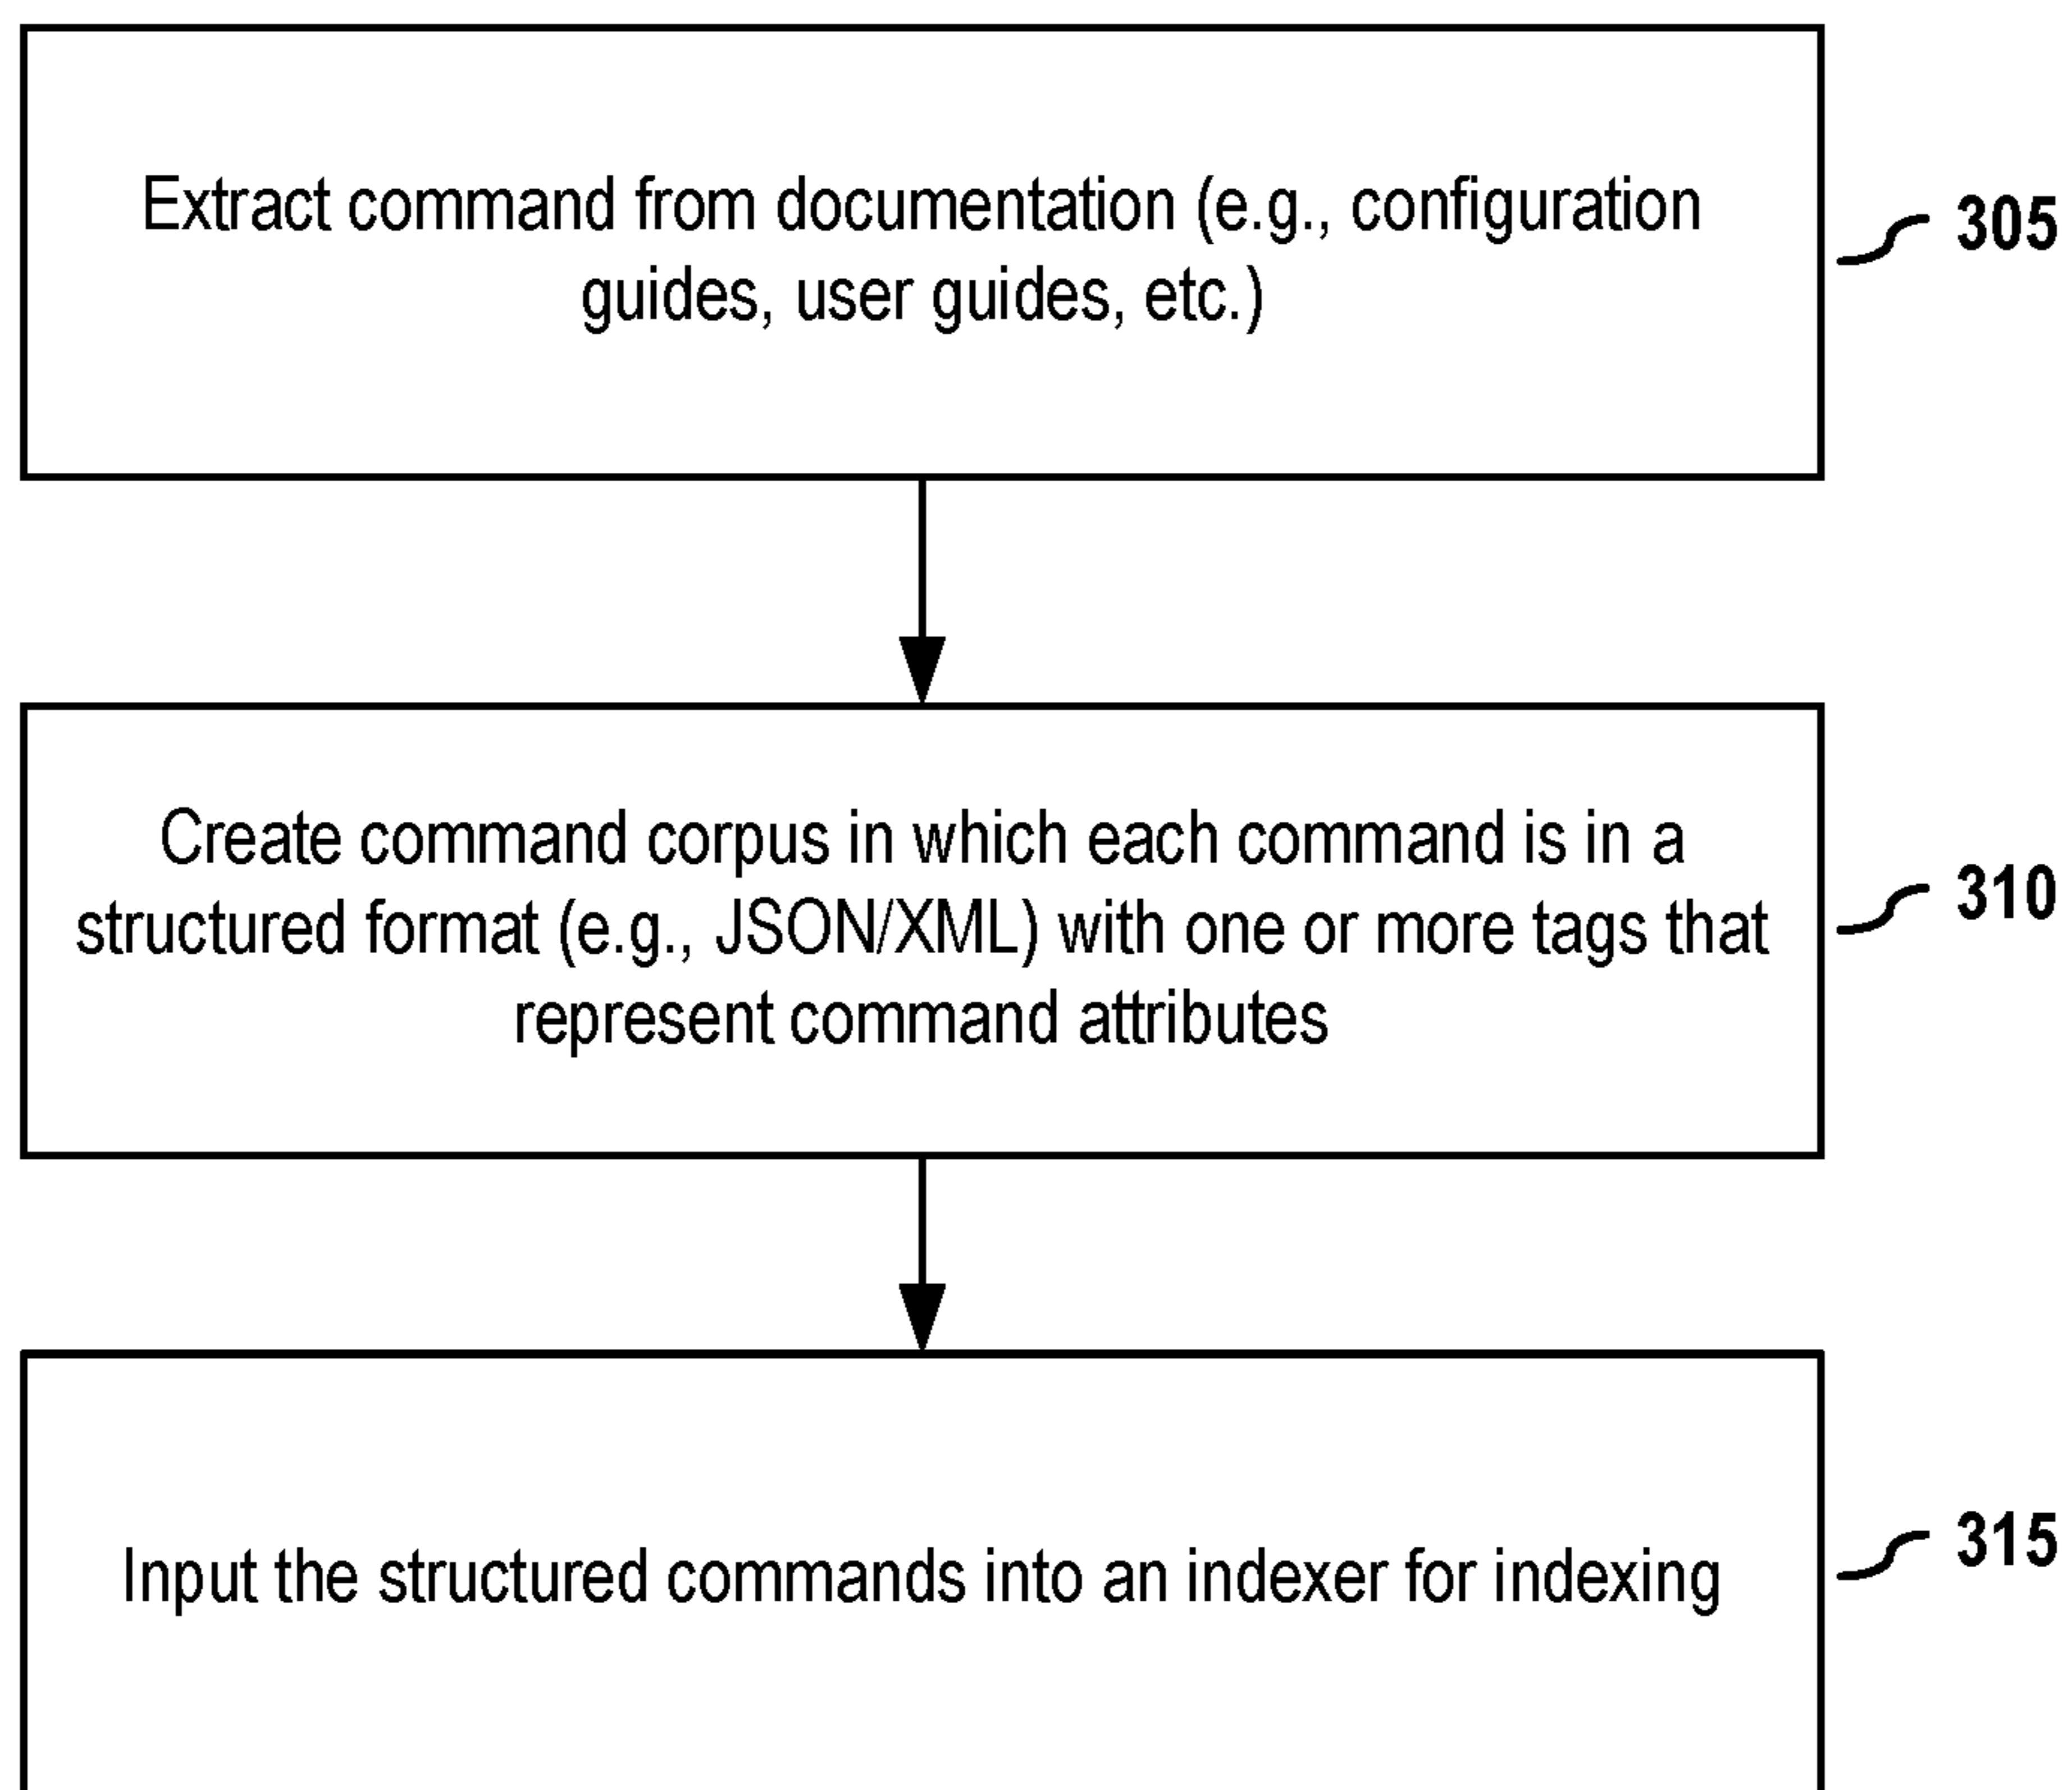 Extract command from documentation (e.g., configuration
guides, user guides, etc.)
305
Create command corpus in which each command is in a
structured format (e.g., JSON/XML) with one or more tags that
represent command attributes
310
Input the structured commands into an indexer for indexing
315